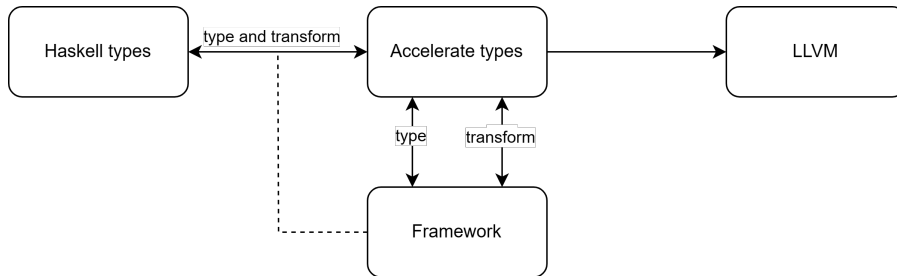 type and transform
Haskell types
Accelerate types
LLVM
type
transform
Framework